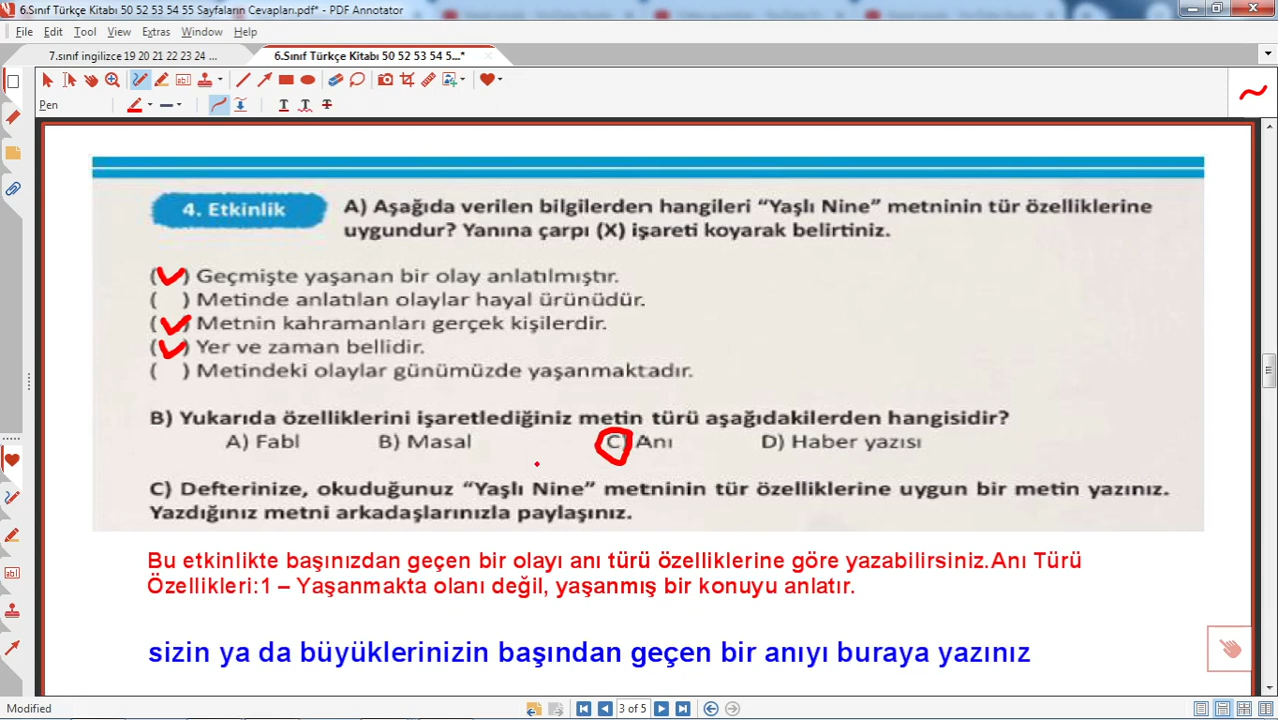 6.Sınıf Türkçe Kitabı 50 52 53 54 55 Sayfaların Cevapları.pdf* - PDF Annotator
File Edit Tool View Extras Window Help
7.sınıf ingilizce 19 20 21 22 23 24 ...
6.Sınıf Türkçe Kitabı 50 52 53 54 5...*
Pen
4. Etkinlik
A) Aşağıda verilen bilgilerden hangileri “Yaşlı Nine” metninin tür özelliklerine
uygundur? Yanına çarpı (X) işareti koyarak belirtiniz.
(✓) Geçmişte yaşanan bir olay anlatılmıştır.
( ) Metinde anlatılan olaylar hayal ürünüdür.
(✓) Metnin kahramanları gerçek kişilerdir.
(✓) Yer ve zaman bellidir.
( ) Metindeki olaylar günümüzde yaşanmaktadır.
B) Yukarıda özelliklerini işaretlediğiniz metin türü aşağıdakilerden hangisidir?
A) Fabl B) Masal C) Anı D) Haber yazısı
C) Defterinize, okuduğunuz “Yaşlı Nine” metninin tür özelliklerine uygun bir metin yazınız.
Yazdığınız metni arkadaşlarınızla paylaşınız.
Bu etkinlikte başınızdan geçen bir olayı anı türü özelliklerine göre yazabilirsiniz.Anı Türü
Özellikleri:1 – Yaşanmakta olanı değil, yaşanmış bir konuyu anlatır.
sizin ya da büyüklerinizin başından geçen bir anıyı buraya yazınız
Modified
3 of 5